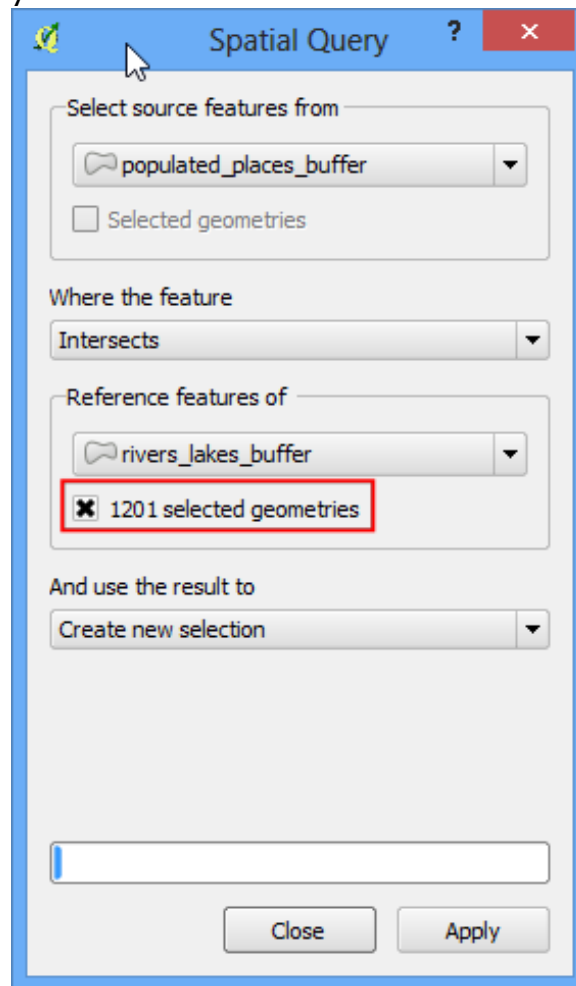 Spatial Query ? ×
Select source features from
populated_places_buffer
Selected geometries
Where the feature
Intersects
Reference features of
rivers_lakes_buffer
1201 selected geometries
And use the result to
Create new selection
Close Apply